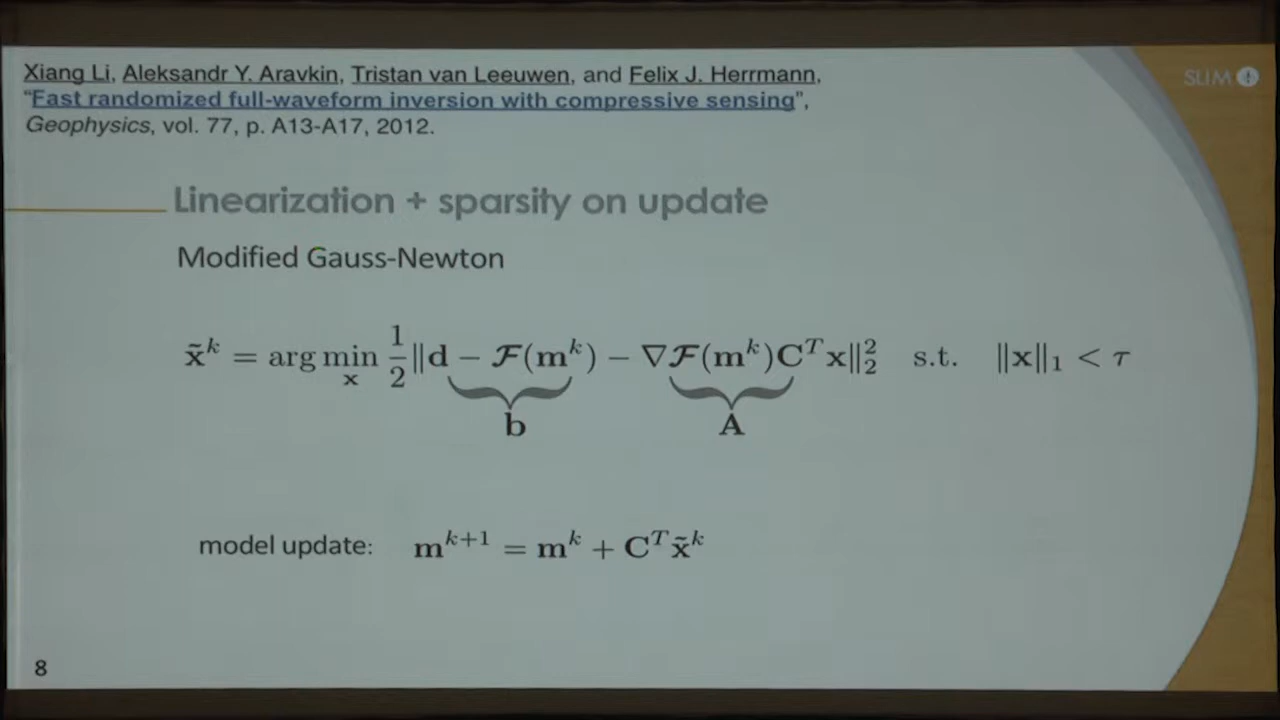 Xiang Li, Aleksandr Y. Aravkin, Tristan van Leeuwen, and Felix J. Herrmann,
SLIM
“Fast randomized full-waveform inversion with compressive sensing”,
Geophysics, vol. 77, p. A13-A17, 2012.
Linearization + sparsity on update
Modified Gauss-Newton
x̃^k = arg min_x 1/2 ‖d − F(m^k) − ∇F(m^k)C^T x‖_2^2 s.t. ‖x‖_1 < τ
b A
model update: m^{k+1} = m^k + C^T x̃^k
8